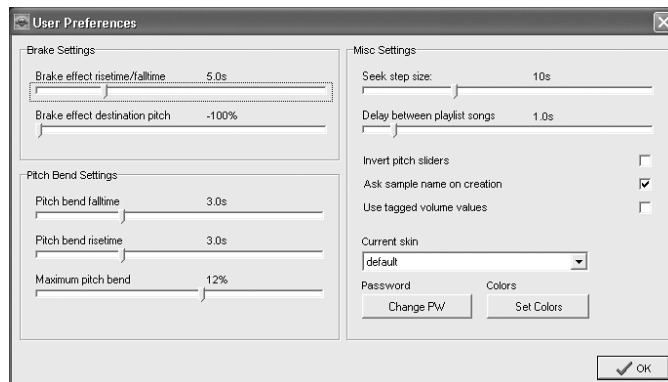 User Preferences
Brake Settings
Brake effect risetime/falltime 5.0s
Brake effect destination pitch -100%
Pitch Bend Settings
Pitch bend falltime 3.0s
Pitch bend risetime 3.0s
Maximum pitch bend 12%
Misc Settings
Seek step size: 10s
Delay between playlist songs 1.0s
Invert pitch sliders
Ask sample name on creation
Use tagged volume values
Current skin
default
Password Colors
Change PW Set Colors
OK